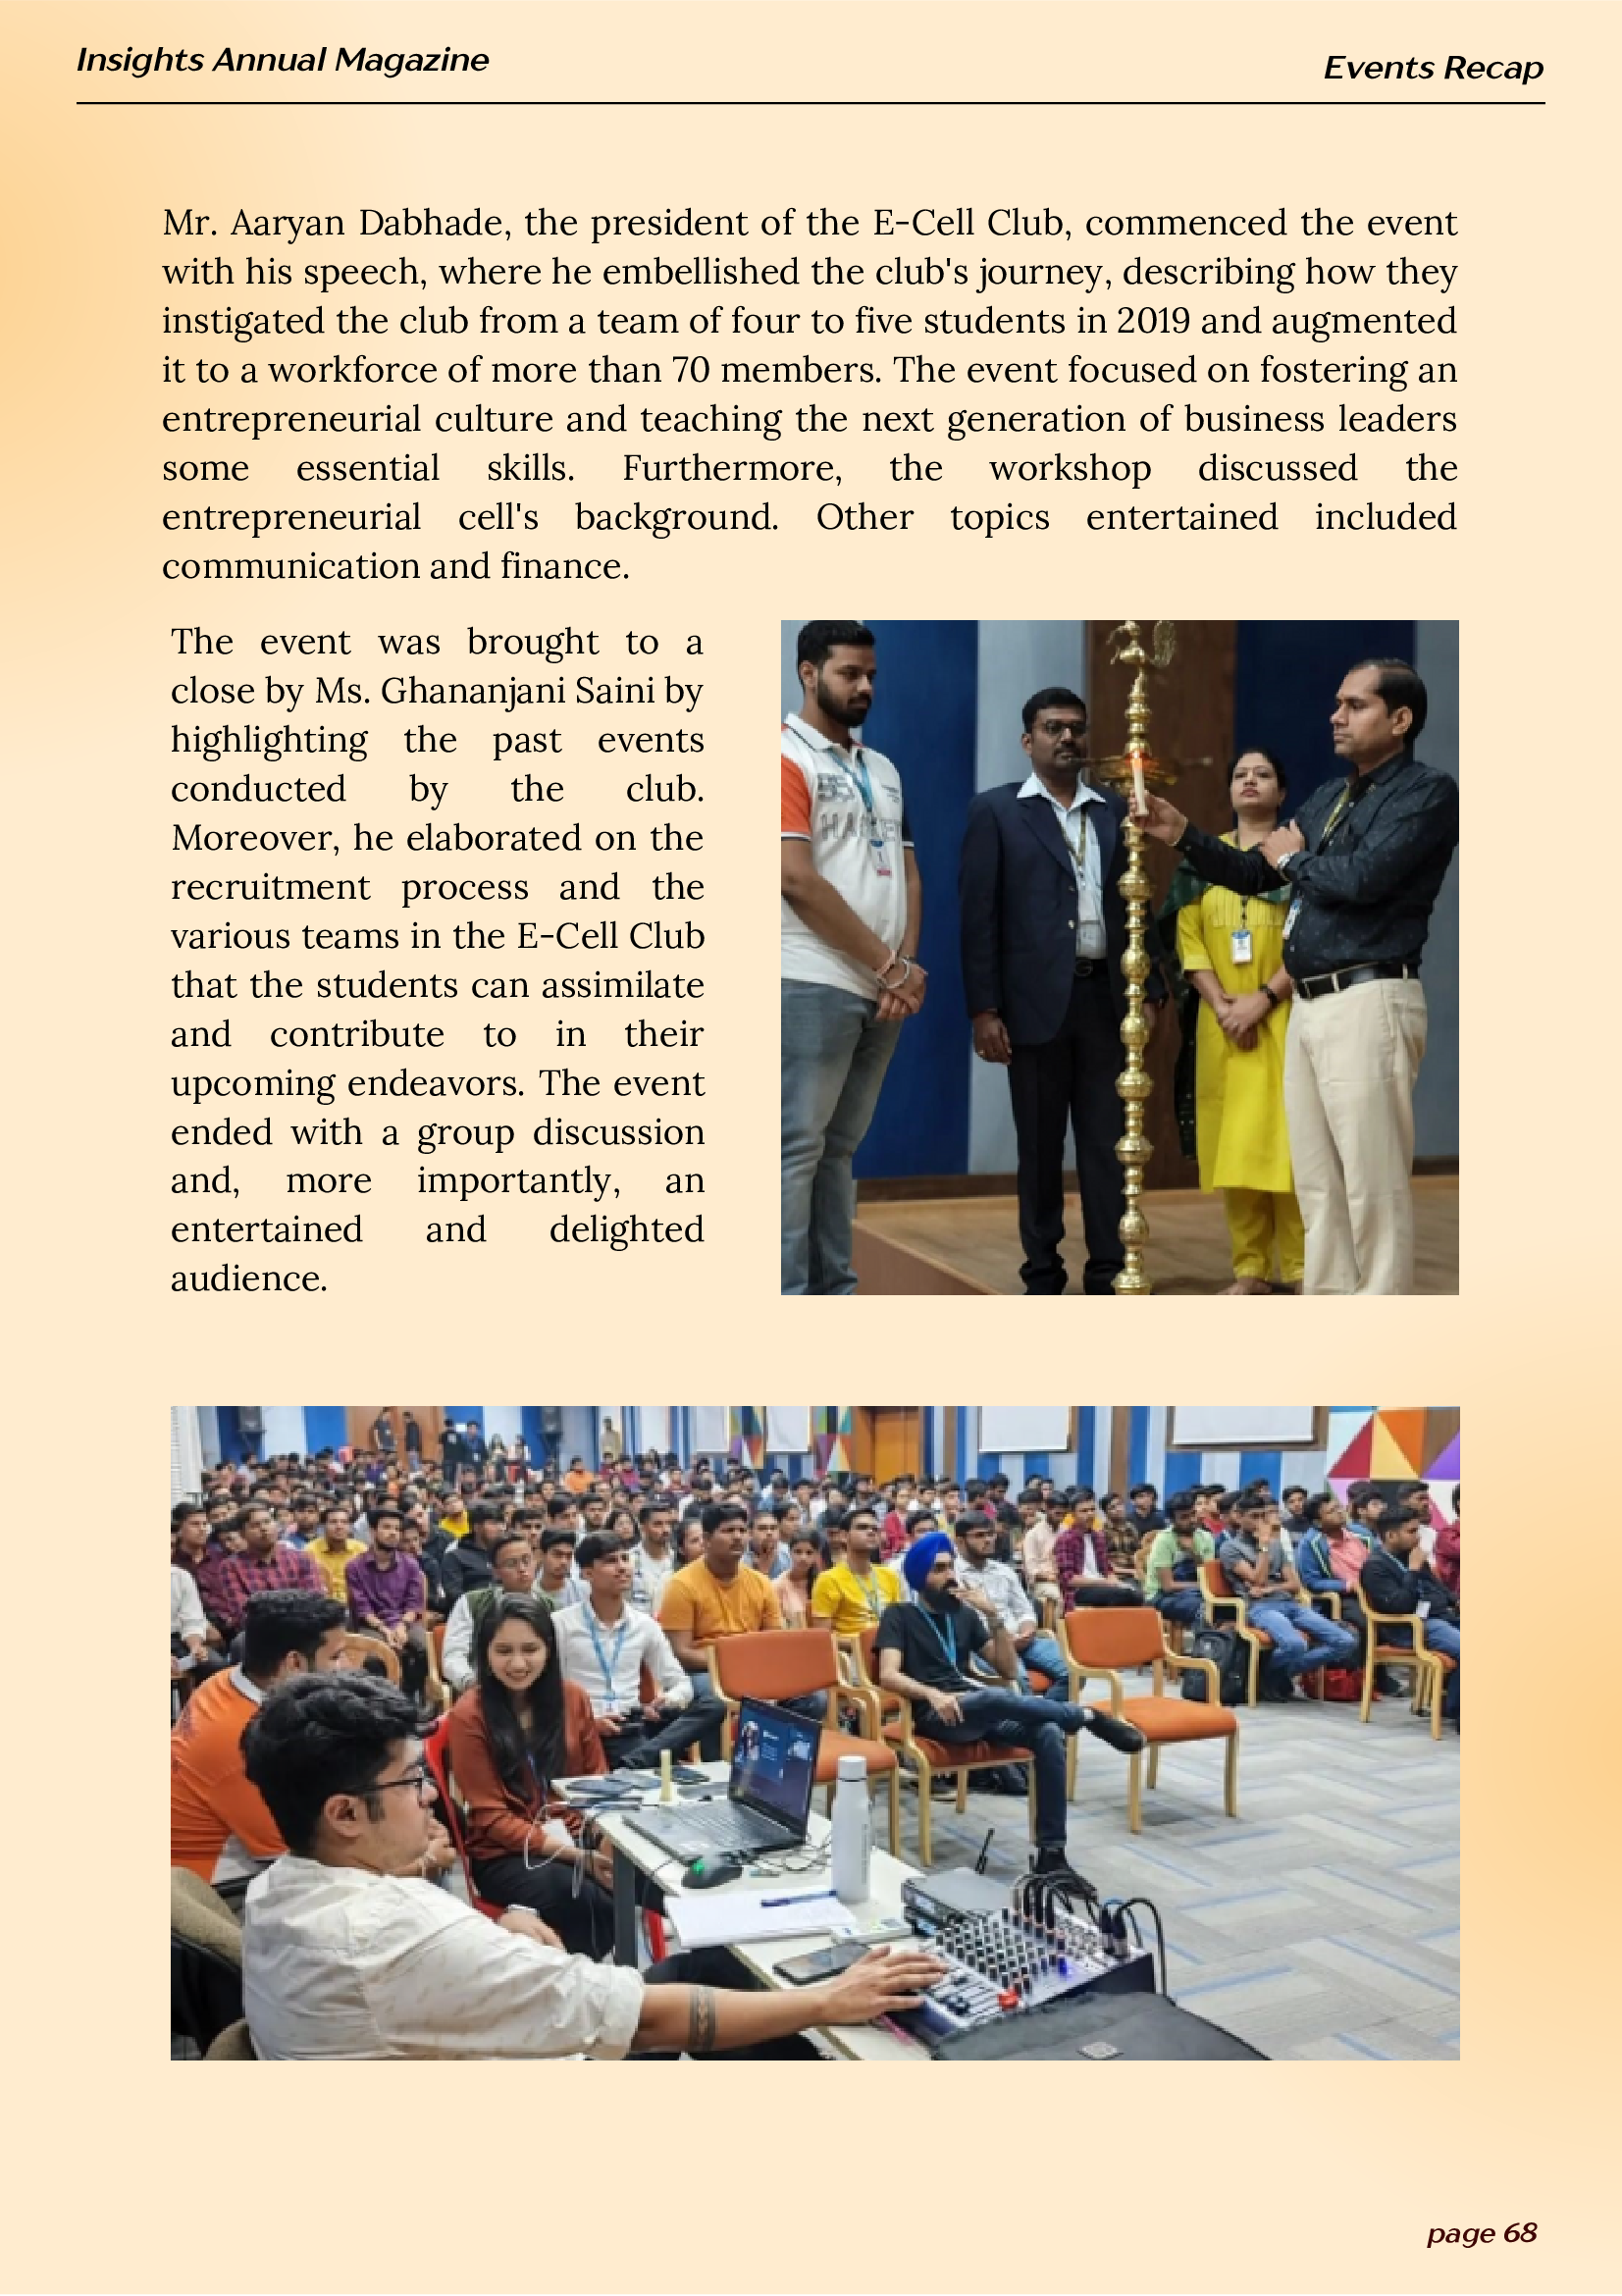 Insights Annual Magazine
Events Recap
Mr. Aaryan Dabhade, the president of the E-Cell Club, commenced the event
with his speech, where he embellished the club's journey, describing how they
instigated the club from a team of four to five students in 2019 and augmented
it to a workforce of more than 70 members. The event focused on fostering an
entrepreneurial culture and teaching the next generation of business leaders
some essential skills. Furthermore, the workshop discussed the
entrepreneurial cell's background. Other topics entertained included
communication and finance.
The event was brought to a
close by Ms. Ghananjani Saini by
highlighting the past events
conducted by the club.
Moreover, he elaborated on the
recruitment process and the
various teams in the E-Cell Club
that the students can assimilate
and contribute to in their
upcoming endeavors. The event
ended with a group discussion
and, more importantly, an
entertained and delighted
audience.
page 68